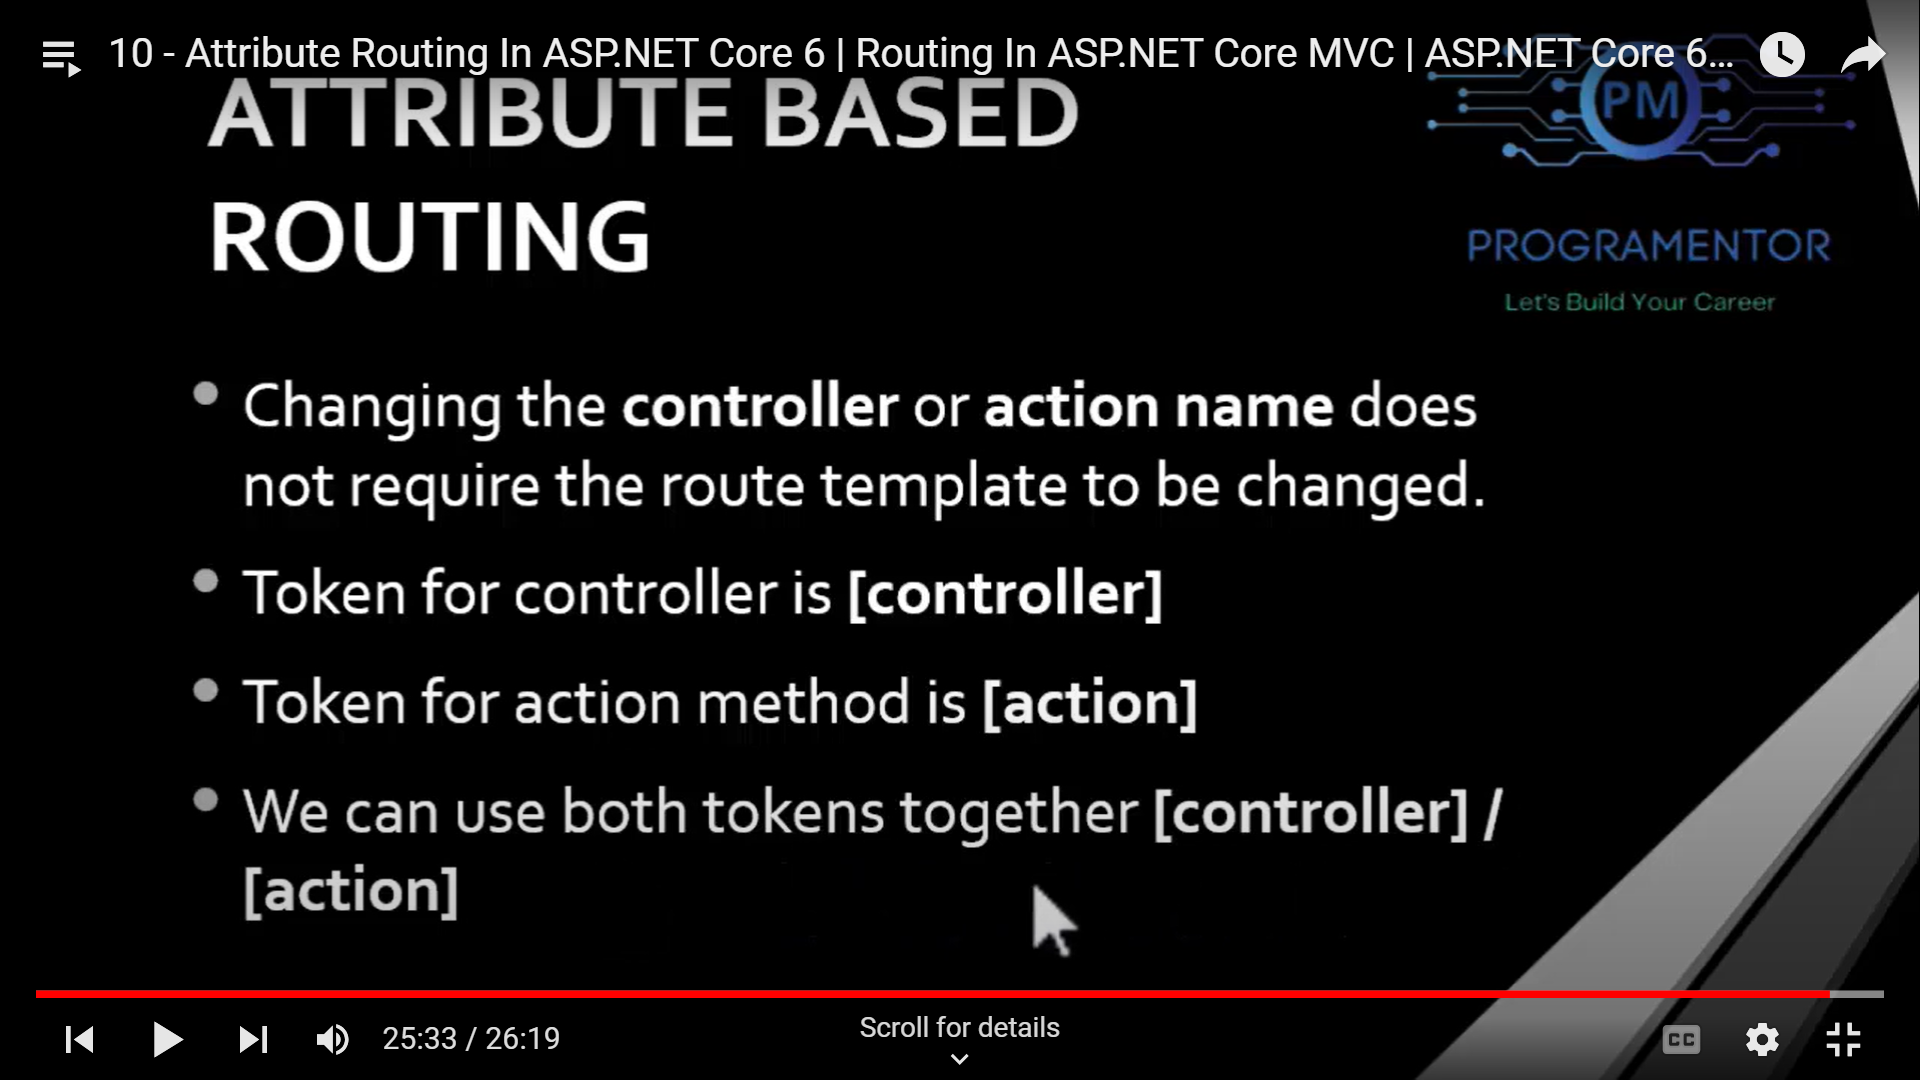 10 - Attribute Routing In ASP.NET Core 6 | Routing In ASP.NET Core MVC | ASP.NET Core 6...
ATTRIBUTE BASED
ROUTING
PM
PROGRAMENTOR
Let's Build Your Career
• Changing the controller or action name does
not require the route template to be changed.
• Token for controller is [controller]
• Token for action method is [action]
• We can use both tokens together [controller] /
[action]
25:33 / 26:19
Scroll for details
CC